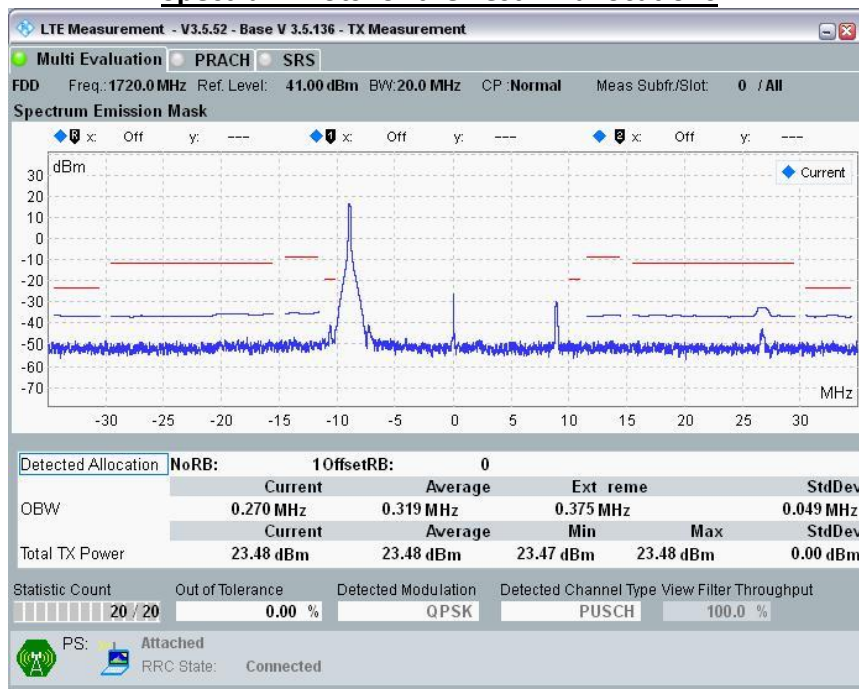 LTE Measurement - V3.5.52 - Base V 3.5.136 - TX Measurement
Multi Evaluation PRACH SRS
FDD Freq.:1720.0 MHz Ref. Level: 41.00 dBm BW:20.0 MHz CP :Normal Meas Subfr./Slot: 0 / All
Spectrum Emission Mask
R x: Off y: --- 1 x: Off y: --- 2 x: Off y: ---
dBm
Current
30
20
10
0
-10
-20
-30
-40
-50
-60
-70
MHz
-30 -25 -20 -15 -10 -5 0 5 10 15 20 25 30
Detected Allocation NoRB: 1 OffsetRB: 0
Current Average Ext reme StdDev
OBW 0.270 MHz 0.319 MHz 0.375 MHz 0.049 MHz
Current Average Min Max StdDev
Total TX Power 23.48 dBm 23.48 dBm 23.47 dBm 23.48 dBm 0.00 dBm
Statistic Count Out of Tolerance Detected Modulation Detected Channel Type View Filter Throughput
20 / 20 0.00 % QPSK PUSCH 100.0 %
PS: Attached
RRC State: Connected